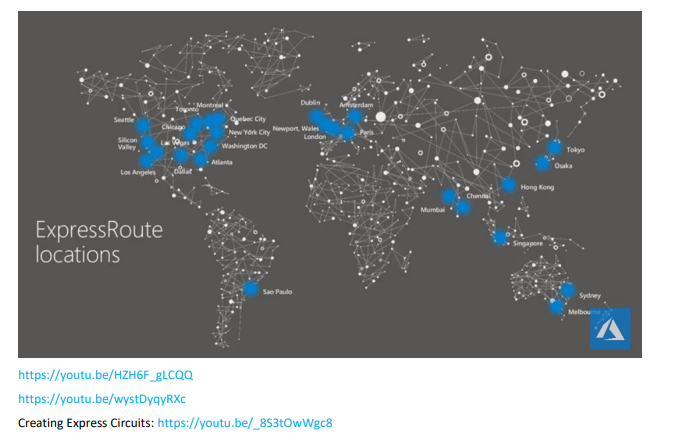 Dublin
Amsterdam
Montreal
Toronto
Quebec City
Seattle
Chicago
New York City
Newport, Wales
Paris
London
Silicon
Valley
Las Vegas
Washington DC
Tokyo
Atlanta
Osaka
Los Angeles
Dallas
Hong Kong
Chennai
Mumbai
ExpressRoute
locations
Singapore
Sao Paulo
Sydney
Melbourne
https://youtu.be/HZH6F_gLCQQ
https://youtu.be/wystDyqyRXc
Creating Express Circuits: https://youtu.be/_8S3tOwWgc8